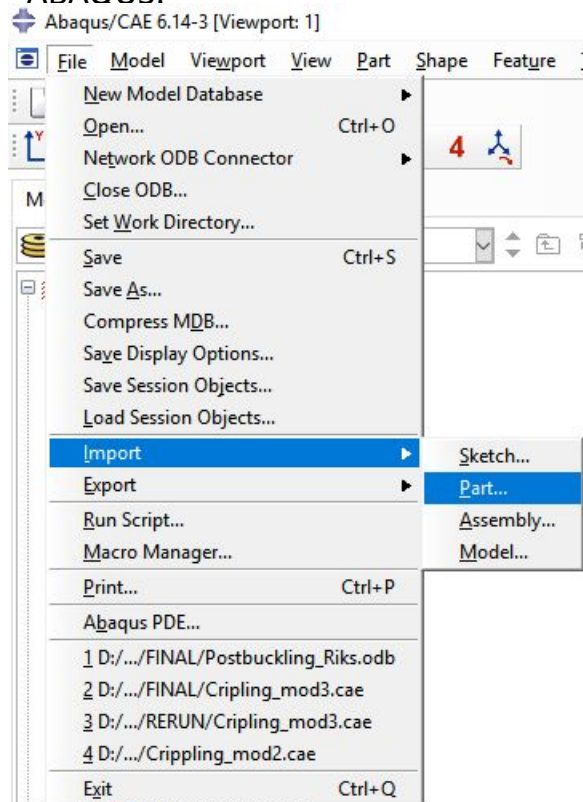 ABAQUS.
Abaqus/CAE 6.14-3 [Viewport: 1]
File Model Viewport View Part Shape Feature
New Model Database
Open... Ctrl+O
4
Network ODB Connector
Close ODB...
M
Set Work Directory...
Save Ctrl+S
Save As...
Compress MDB...
Save Display Options...
Save Session Objects...
Load Session Objects...
Import Sketch...
Export Part...
Run Script... Assembly...
Macro Manager... Model...
Print... Ctrl+P
Abaqus PDE...
1 D:/.../FINAL/Postbuckling_Riks.odb
2 D:/.../FINAL/Cripling_mod3.cae
3 D:/.../RERUN/Cripling_mod3.cae
4 D:/.../Crippling_mod2.cae
Exit Ctrl+Q